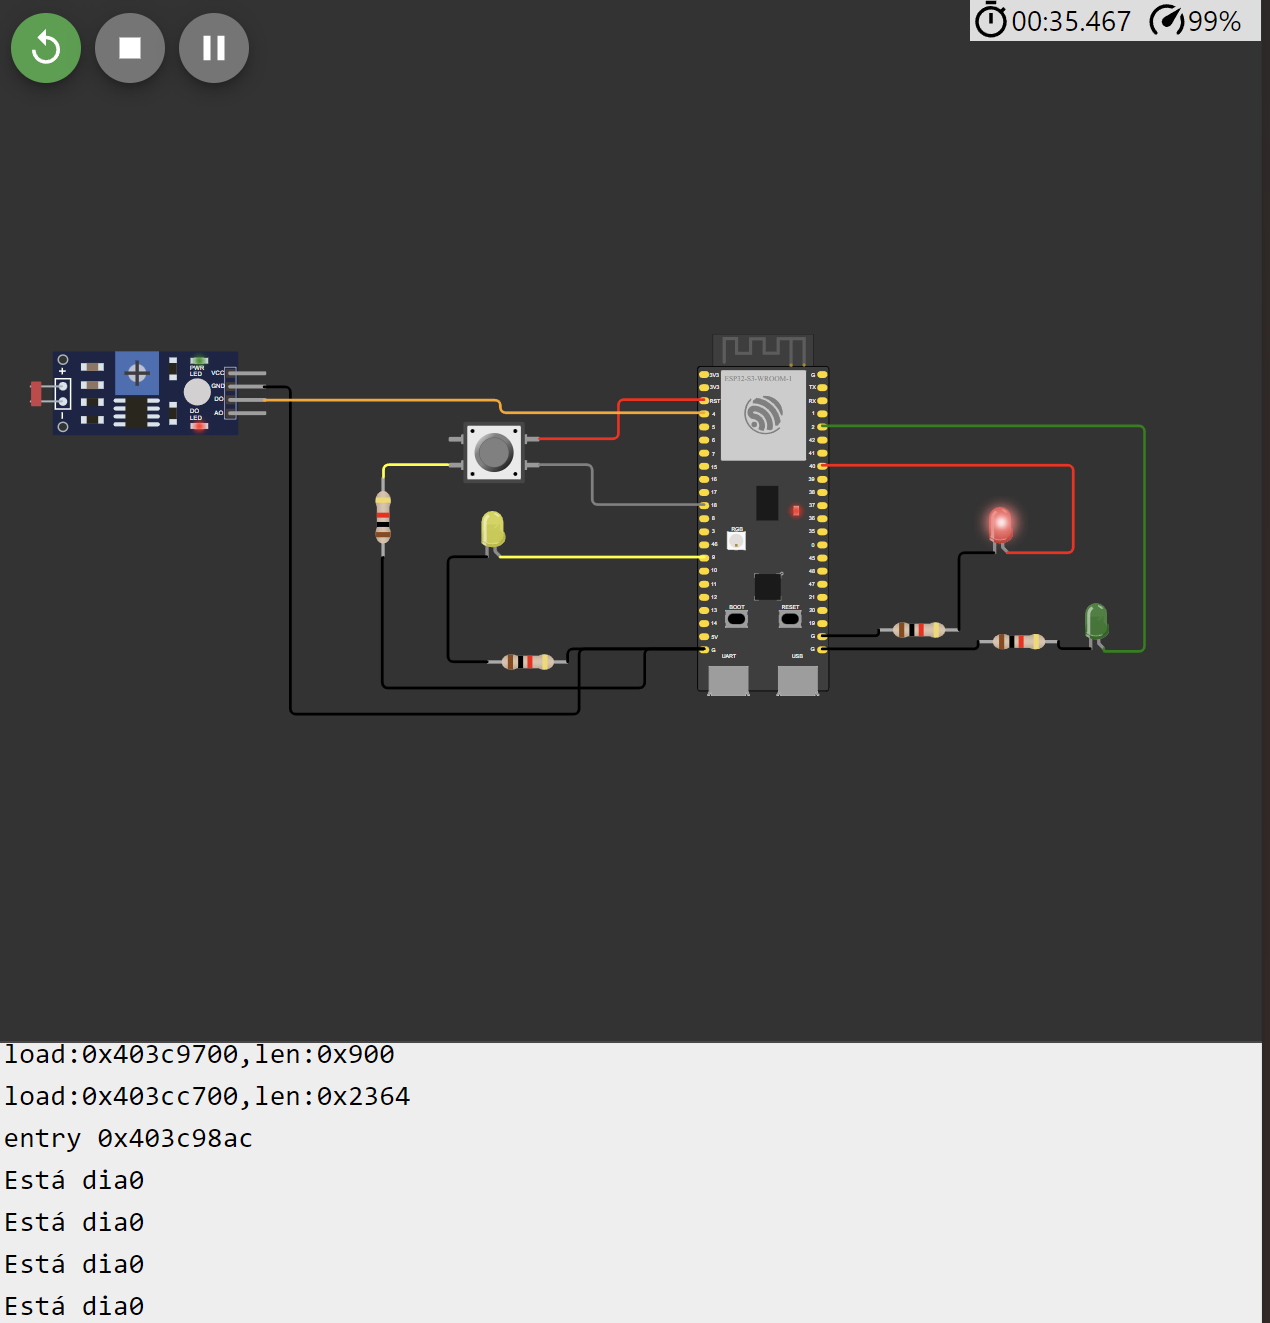 00:35.467 99%
PWR
LED
VCC
GND
DO
AO
DO
LED
+
ESP32-S3-WROOM-1
3V3
3V3
RST
4
5
6
7
15
16
17
18
8
3
46
9
10
11
12
13
14
5V
G
G
TX
RX
1
2
42
41
40
39
38
37
36
35
0
45
48
47
21
20
19
G
G
RGB
BOOT RESET
UART USB
load:0x403c9700,len:0x900
load:0x403cc700,len:0x2364
entry 0x403c98ac
Está dia0
Está dia0
Está dia0
Está dia0